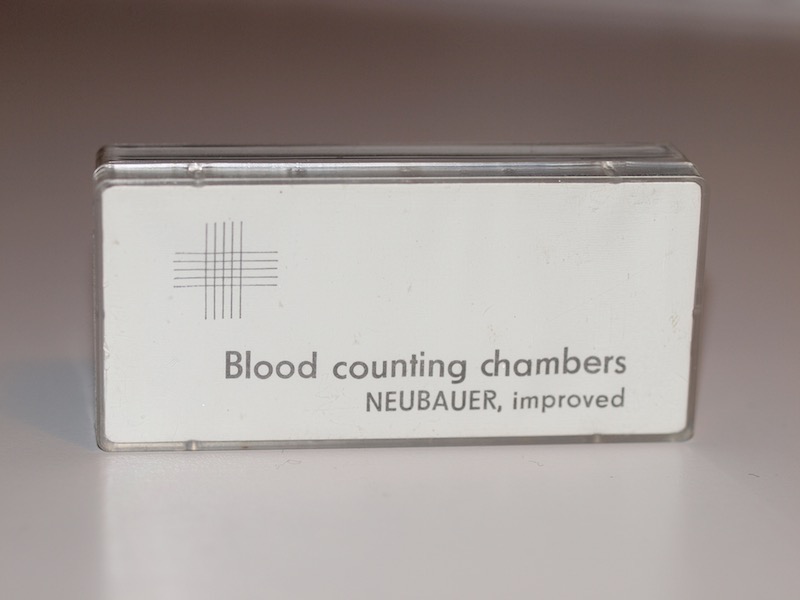 Blood counting chambers
NEUBAUER, improved